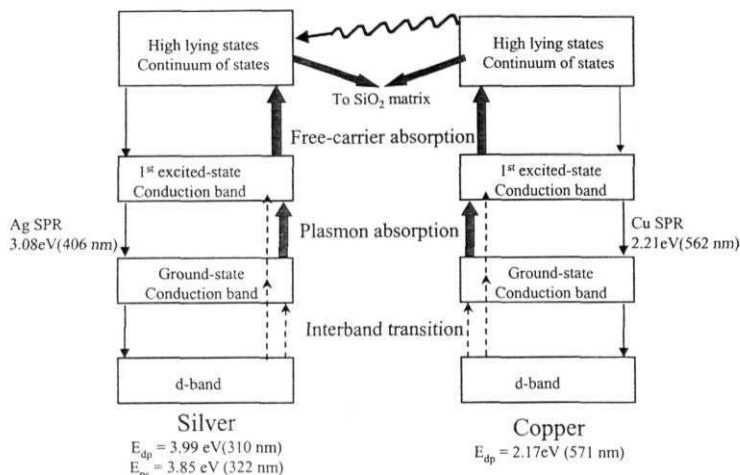 High lying states
Continuum of states
High lying states
Continuum of states
To SiO₂ matrix
Free-carrier absorption
1st excited-state
Conduction band
1st excited-state
Conduction band
Ag SPR
3.08eV(406 nm)
Plasmon absorption
Cu SPR
2.21eV(562 nm)
Ground-state
Conduction band
Ground-state
Conduction band
Interband transition
d-band
d-band
Silver
Copper
E_dp = 3.99 eV(310 nm)
E_dp = 2.17eV (571 nm)
= 3.85 eV (322 nm)